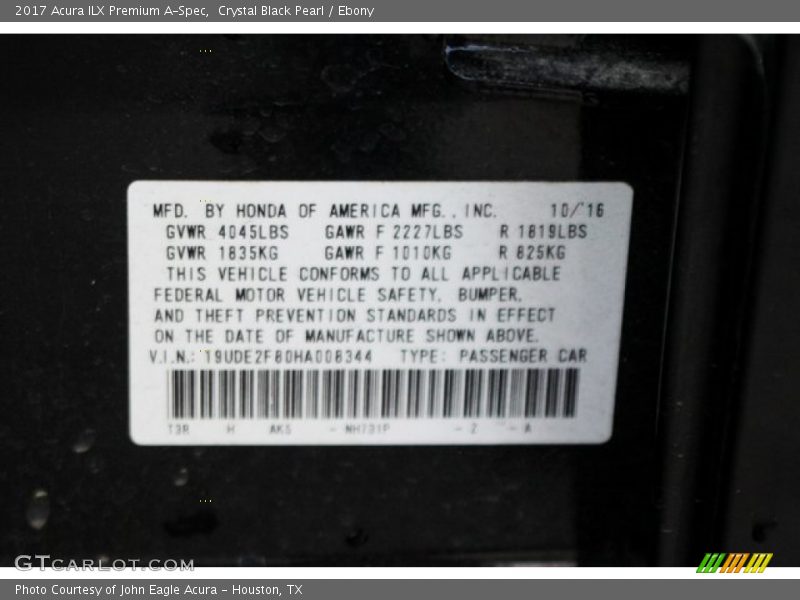 2017 Acura ILX Premium A-Spec,  Crystal Black Pearl / Ebony
MFD. BY HONDA OF AMERICA MFG., INC. 10/'16
GVWR 4045LBS GAWR F 2227LBS R 1819LBS
GVWR 1835KG GAWR F 1010KG R 825KG
THIS VEHICLE CONFORMS TO ALL APPLICABLE
FEDERAL MOTOR VEHICLE SAFETY, BUMPER,
AND THEFT PREVENTION STANDARDS IN EFFECT
ON THE DATE OF MANUFACTURE SHOWN ABOVE.
V.I.N.: 19UDE2F80HA008344 TYPE: PASSENGER CAR
T3R H AK5 - NH731P - 2 - A
GTCARLOT.COM
Photo Courtesy of John Eagle Acura - Houston, TX